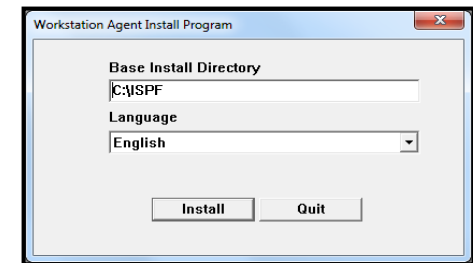 Workstation Agent Install Program
Base Install Directory
C:\ISPF
Language
English
Install Quit